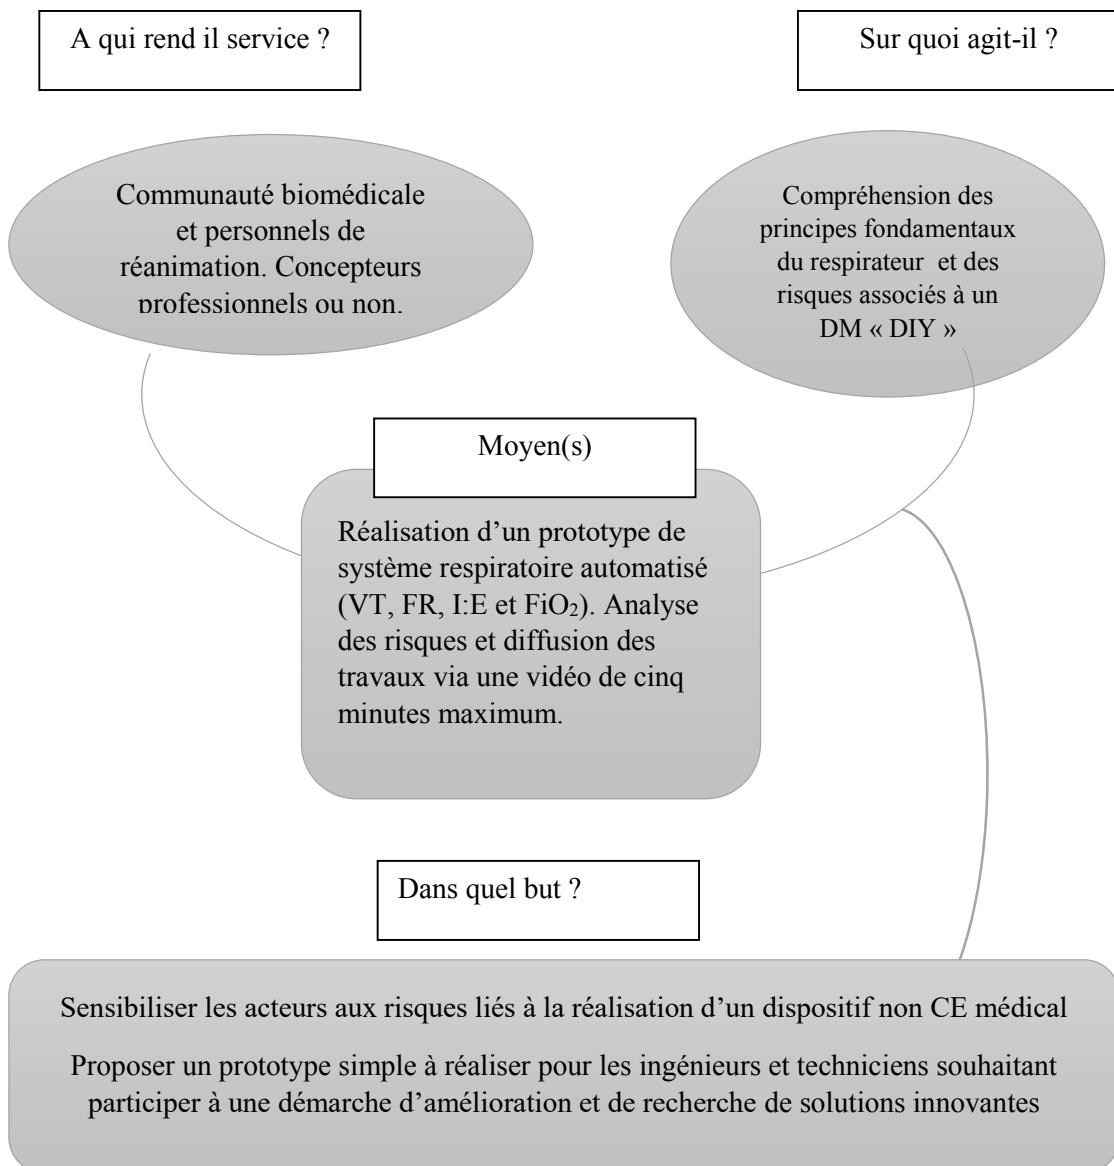 A qui rend il service ?
Sur quoi agit-il ?
Communauté biomédicale
et personnels de
réanimation. Concepteurs
professionnels ou non.
Compréhension des
principes fondamentaux
du respirateur et des
risques associés à un
DM « DIY »
Moyen(s)
Réalisation d’un prototype de
système respiratoire automatisé
(VT, FR, I:E et FiO₂). Analyse
des risques et diffusion des
travaux via une vidéo de cinq
minutes maximum.
Dans quel but ?
Sensibiliser les acteurs aux risques liés à la réalisation d’un dispositif non CE médical
Proposer un prototype simple à réaliser pour les ingénieurs et techniciens souhaitant
participer à une démarche d’amélioration et de recherche de solutions innovantes